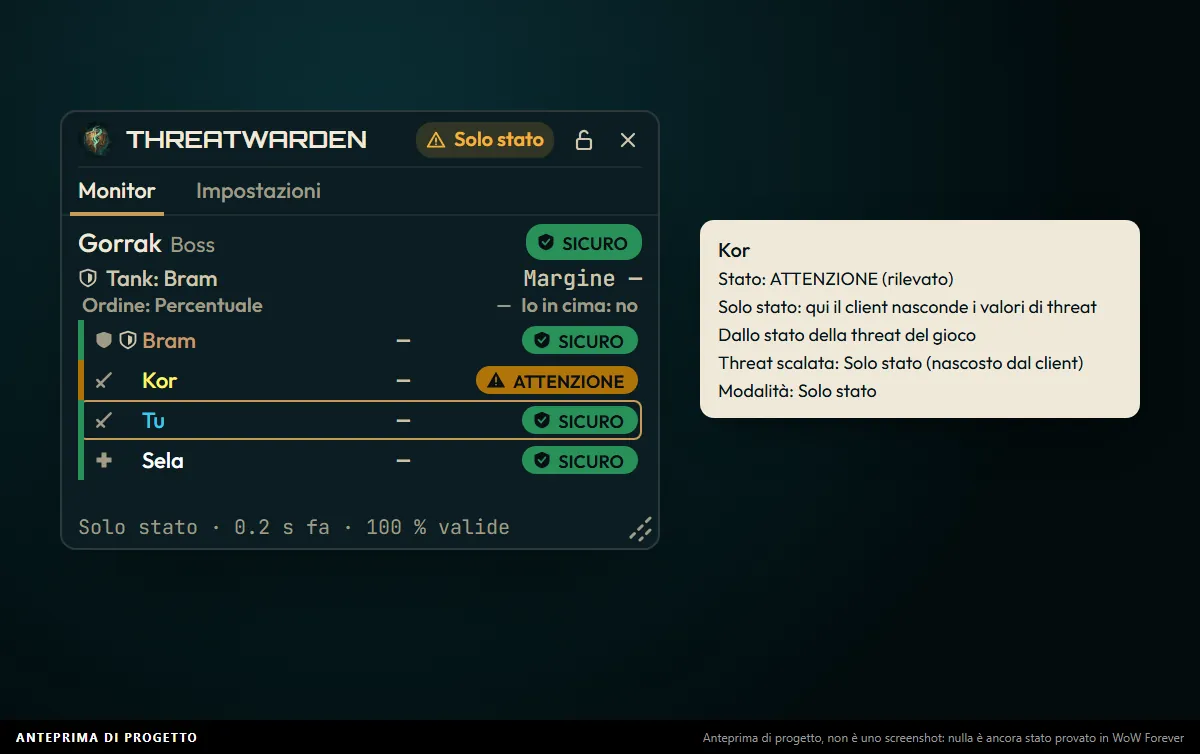 THREATWARDEN
Solo stato
Monitor Impostazioni
Gorrak Boss SICURO
Tank: Bram Margine —
Ordine: Percentuale — Io in cima: no
Bram — SICURO
Kor — ATTENZIONE
Tu — SICURO
Sela — SICURO
Solo stato · 0.2 s fa · 100 % valide
Kor
Stato: ATTENZIONE (rilevato)
Solo stato: qui il client nasconde i valori di threat
Dallo stato della threat del gioco
Threat scalata: Solo stato (nascosto dal client)
Modalità: Solo stato
ANTEPRIMA DI PROGETTO
Anteprima di progetto, non è uno screenshot: nulla è ancora stato provato in WoW Forever